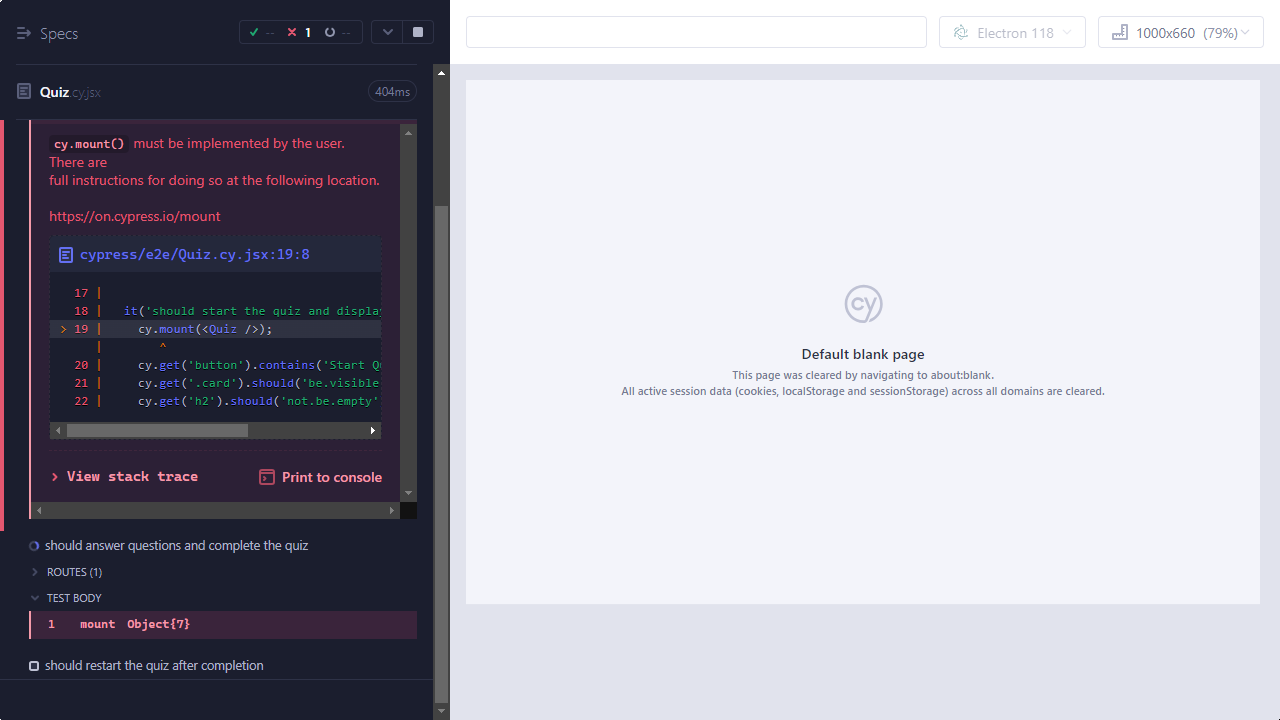 Specs
-- 1 --
Electron 118
1000x660 (79%)
Quiz.cy.jsx
404ms
cy.mount() must be implemented by the user.
There are
full instructions for doing so at the following location.
https://on.cypress.io/mount
cypress/e2e/Quiz.cy.jsx:19:8
17 |
18 | it('should start the quiz and display
> 19 | cy.mount(<Quiz />);
| ^
20 | cy.get('button').contains('Start Qu
21 | cy.get('.card').should('be.visible
22 | cy.get('h2').should('not.be.empty'
View stack trace
Print to console
should answer questions and complete the quiz
ROUTES (1)
TEST BODY
1 mount Object{7}
should restart the quiz after completion
cy
Default blank page
This page was cleared by navigating to about:blank.
All active session data (cookies, localStorage and sessionStorage) across all domains are cleared.